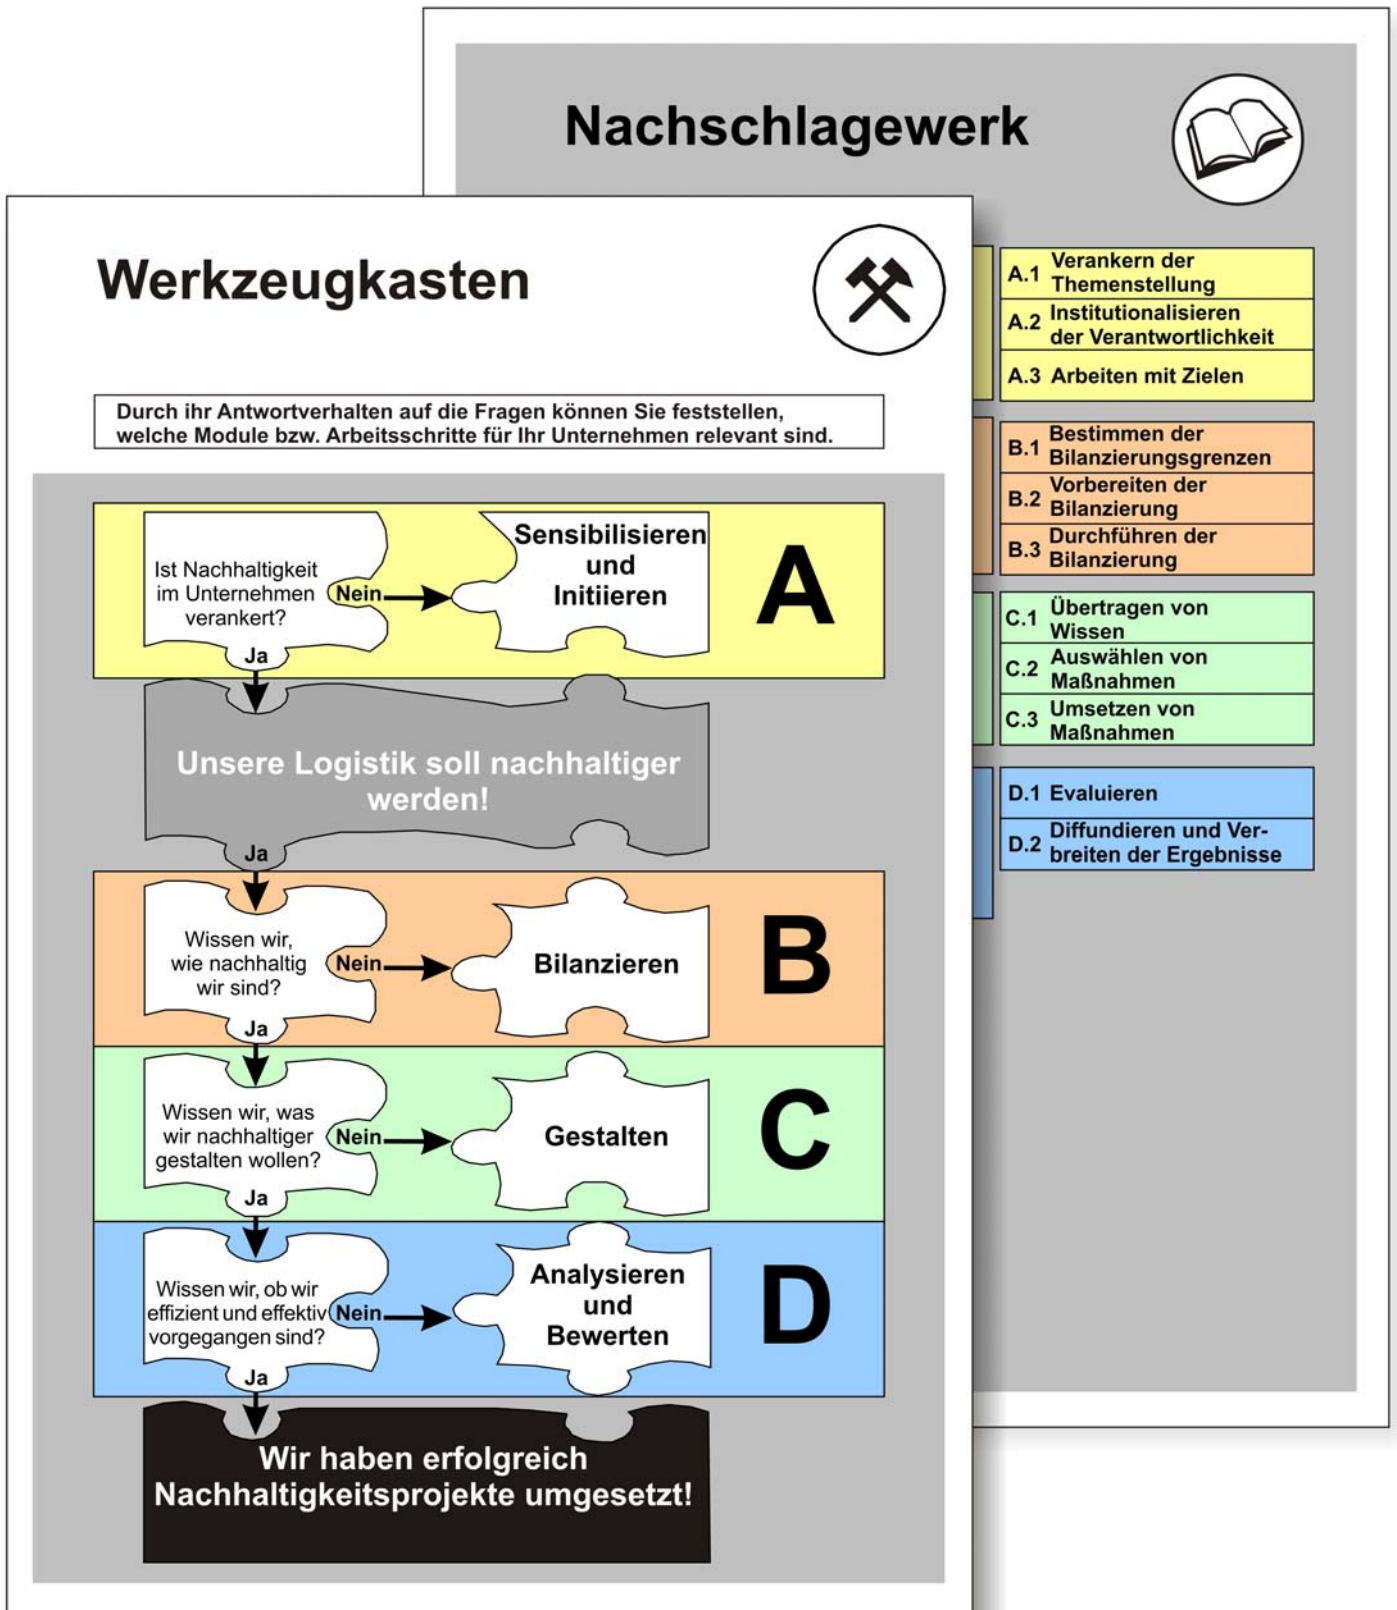 Nachschlagewerk
A.1 Verankern der
Themenstellung
A.2 Institutionalisieren
der Verantwortlichkeit
A.3 Arbeiten mit Zielen
B.1 Bestimmen der
Bilanzierungsgrenzen
B.2 Vorbereiten der
Bilanzierung
B.3 Durchführen der
Bilanzierung
C.1 Übertragen von
Wissen
C.2 Auswählen von
Maßnahmen
C.3 Umsetzen von
Maßnahmen
D.1 Evaluieren
D.2 Diffundieren und Ver-
breiten der Ergebnisse
Werkzeugkasten
Durch ihr Antwortverhalten auf die Fragen können Sie feststellen,
welche Module bzw. Arbeitsschritte für Ihr Unternehmen relevant sind.
Ist Nachhaltigkeit
im Unternehmen
verankert?
Nein
Sensibilisieren
und
Initiieren
A
Ja
Unsere Logistik soll nachhaltiger
werden!
Ja
Wissen wir,
wie nachhaltig
wir sind?
Nein
Bilanzieren
B
Ja
Wissen wir, was
wir nachhaltiger
gestalten wollen?
Nein
Gestalten
C
Ja
Wissen wir, ob wir
effizient und effektiv
vorgegangen sind?
Nein
Analysieren
und
Bewerten
D
Ja
Wir haben erfolgreich
Nachhaltigkeitsprojekte umgesetzt!